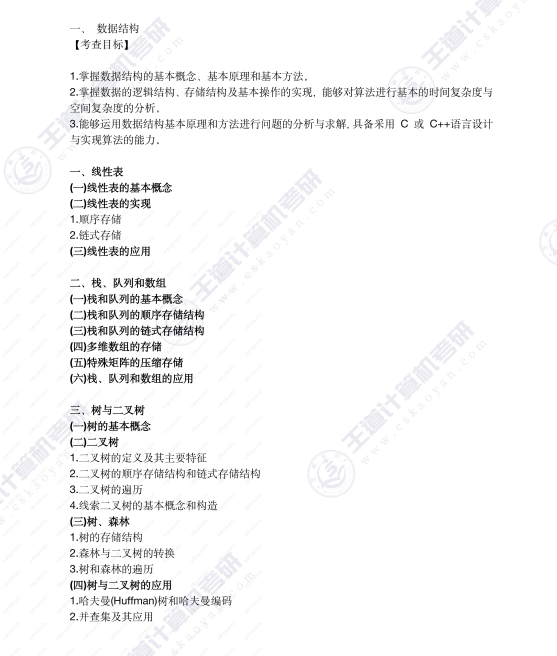 一、 数据结构
【考查目标】
1.掌握数据结构的基本概念、基本原理和基本方法。
2.掌握数据的逻辑结构、存储结构及基本操作的实现, 能够对算法进行基本的时间复杂度与
空间复杂度的分析。
3.能够运用数据结构基本原理和方法进行问题的分析与求解, 具备采用 C 或 C++语言设计
与实现算法的能力。
一、线性表
(一)线性表的基本概念
(二)线性表的实现
1.顺序存储
2.链式存储
(三)线性表的应用
二、栈、队列和数组
(一)栈和队列的基本概念
(二)栈和队列的顺序存储结构
(三)栈和队列的链式存储结构
(四)多维数组的存储
(五)特殊矩阵的压缩存储
(六)栈、队列和数组的应用
三、树与二叉树
(一)树的基本概念
(二)二叉树
1.二叉树的定义及其主要特征
2.二叉树的顺序存储结构和链式存储结构
3.二叉树的遍历
4.线索二叉树的基本概念和构造
(三)树、森林
1.树的存储结构
2.森林与二叉树的转换
3.树和森林的遍历
(四)树与二叉树的应用
1.哈夫曼(Huffman)树和哈夫曼编码
2.并查集及其应用
王道计算机考研
www.cskaoyan.com